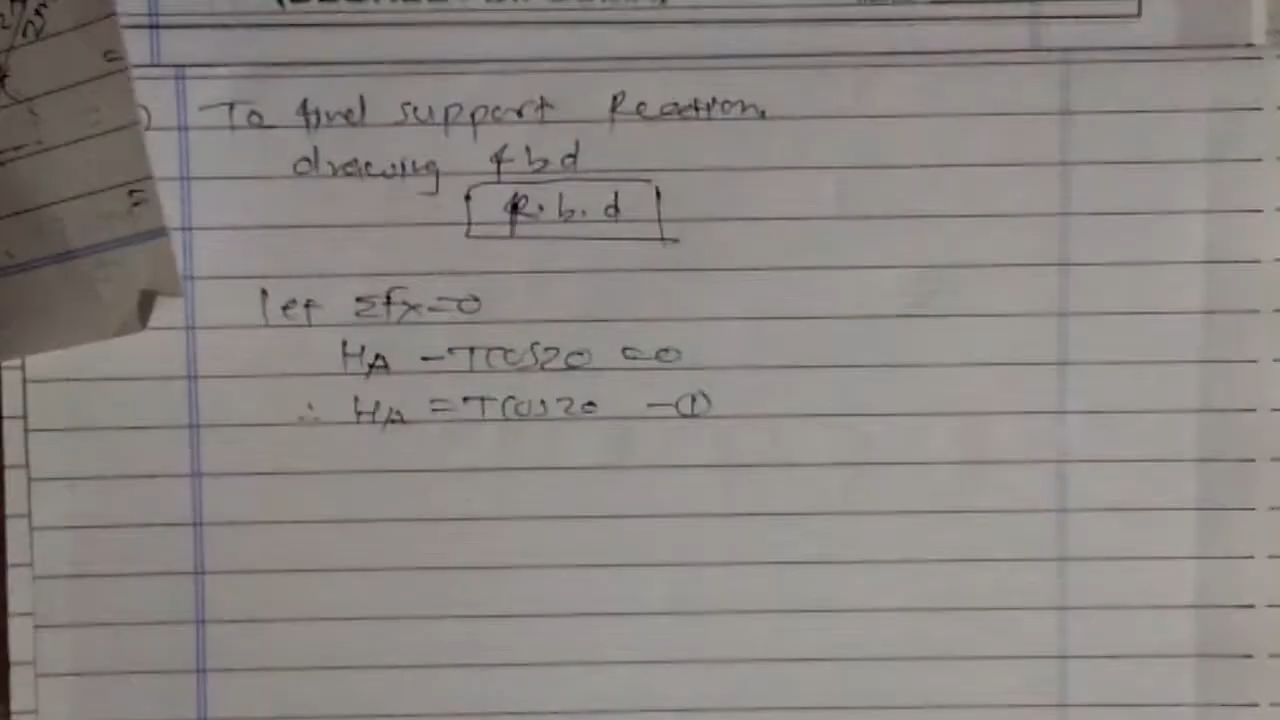 To find support Reaction.
drawing fbd
F.b.d
let Σfx=0
HA - Tcos20 = 0
∴ HA = Tcos20 -①